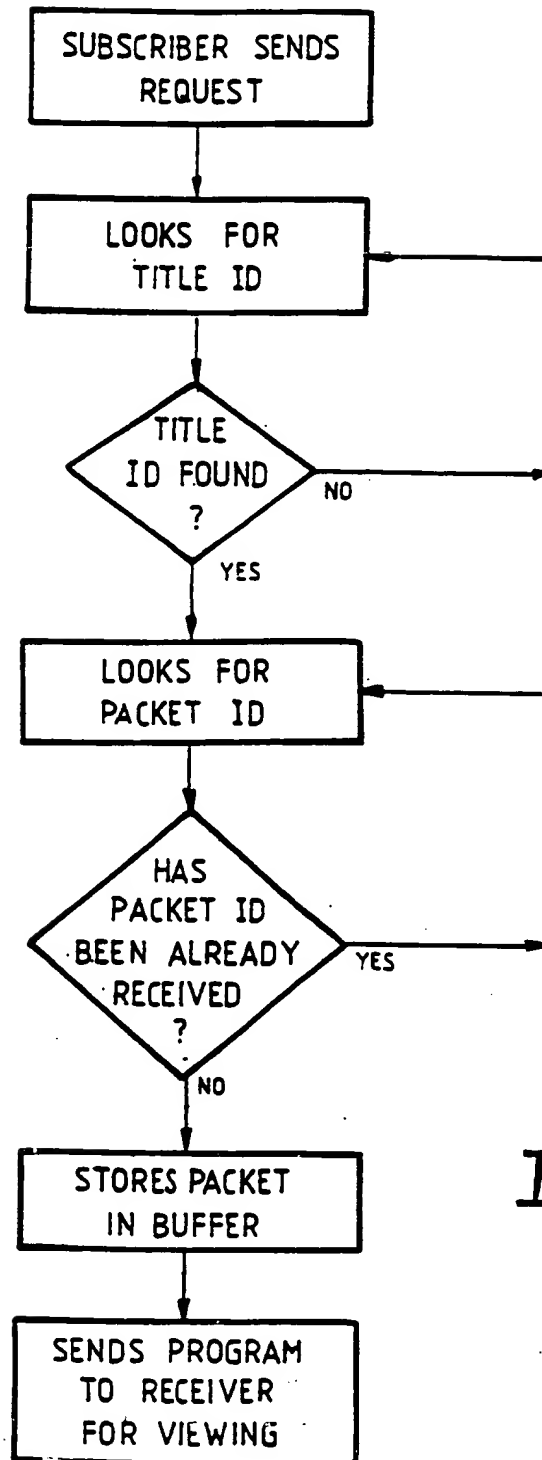 SUBSCRIBER SENDS
REQUEST
LOOKS FOR
TITLE ID
TITLE
ID FOUND
?
NO
YES
LOOKS FOR
PACKET ID
HAS
PACKET ID
BEEN ALREADY
RECEIVED
?
YES
NO
STORES PACKET
IN BUFFER
SENDS PROGRAM
TO RECEIVER
FOR VIEWING